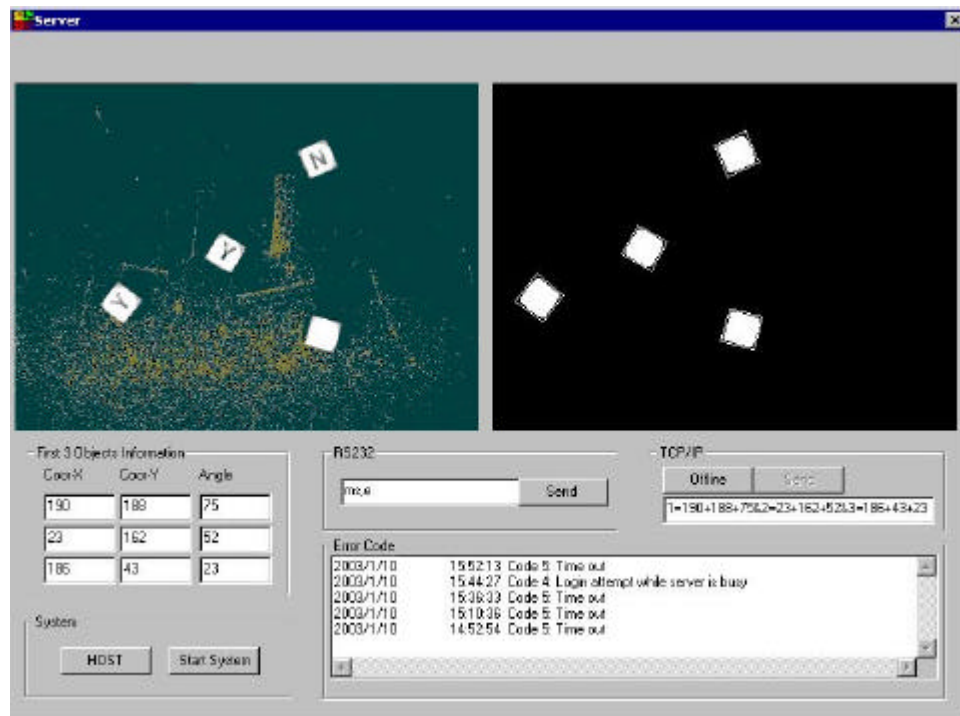 Server
N
Y
Y
First 3 Objects Information
Coor-X Coor-Y Angle
190 188 75
23 162 52
186 43 23
System
HOST Start System
RS232
Send
TCP/IP
Offline Send
1=190+188+75&2=23+162+52&3=186+43+23
Error Code
2003/1/10 15:52:13 Code 5: Time out
2003/1/10 15:44:27 Code 4: Login attempt while server is busy
2003/1/10 15:36:33 Code 5: Time out
2003/1/10 15:10:36 Code 5: Time out
2003/1/10 14:52:54 Code 5: Time out